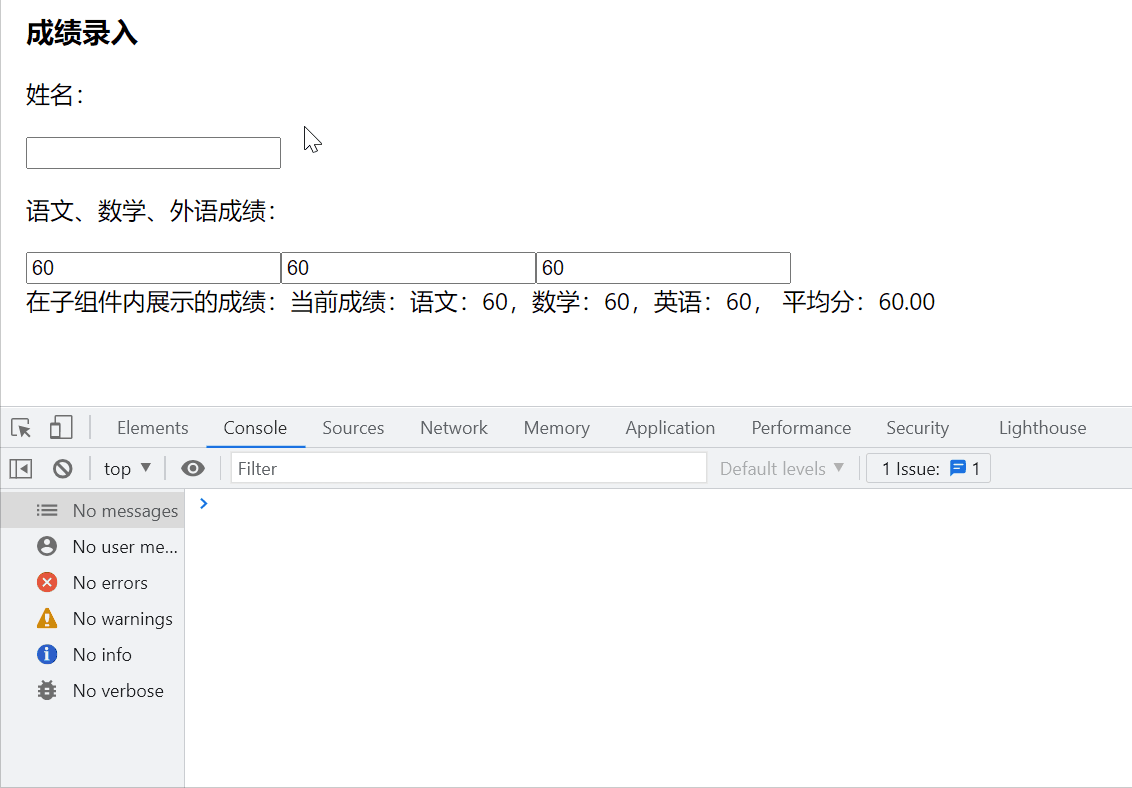 成绩录入
姓名：
语文、数学、外语成绩：
60 60 60
在子组件内展示的成绩：当前成绩：语文：60，数学：60，英语：60， 平均分：60.00
Elements Console Sources Network Memory Application Performance Security Lighthouse
top ▼ Filter Default levels ▼ 1 Issue: 1
No messages
No user me...
No errors
No warnings
No info
No verbose